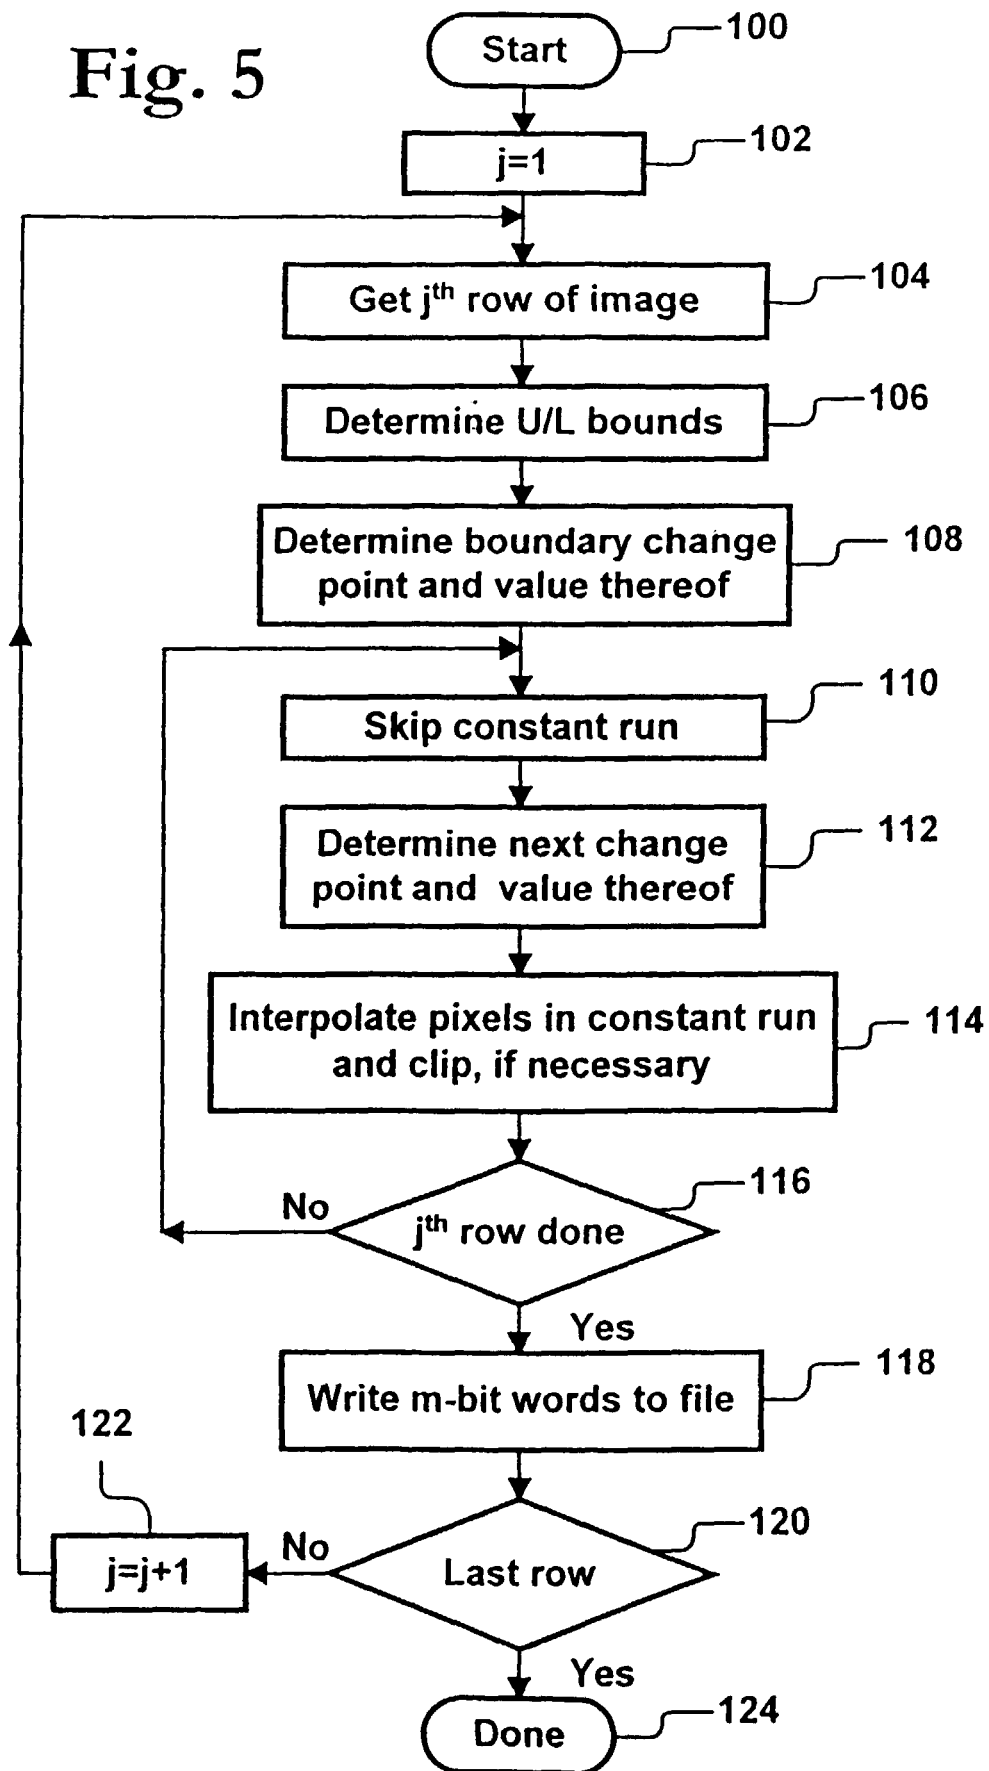 Fig. 5
Start
100
j=1
102
Get jth row of image
104
Determine U/L bounds
106
Determine boundary change
point and value thereof
108
Skip constant run
110
Determine next change
point and value thereof
112
Interpolate pixels in constant run
and clip, if necessary
114
jth row done
116
No
Yes
Write m-bit words to file
118
Last row
120
No
j=j+1
122
Yes
Done
124